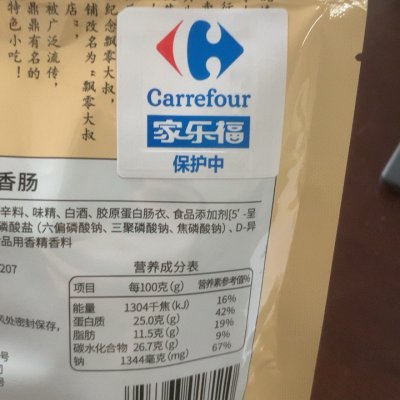 纪念飘零大叔
铺改名为“飘零大叔
店”，
被广泛流传，
鼎鼎有名的
特色小吃！
Carrefour
家乐福
保护中
香肠
辛料、味精、白酒、胶原蛋白肠衣、食品添加剂[5'-呈
磷酸盐（六偏磷酸钠、三聚磷酸钠、焦磷酸钠）、D-异
品用香精香料
207
营养成分表
项目 每100克(g) 营养素参考值%
能量 1304千焦(kJ) 16%
蛋白质 25.0克(g) 42%
脂肪 11.5克(g) 19%
碳水化合物 26.7克(g) 9%
钠 1344毫克(mg) 67%
处密封保存，
号
司
号